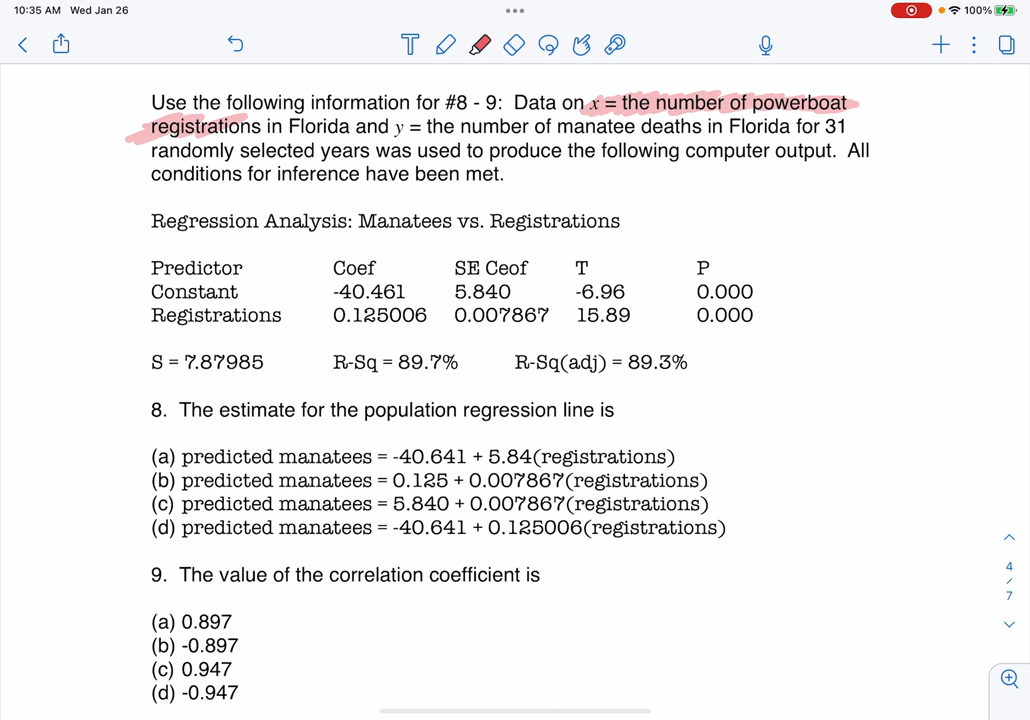 10:35 AM Wed Jan 26
100%
Use the following information for #8 - 9: Data on x = the number of powerboat
registrations in Florida and y = the number of manatee deaths in Florida for 31
randomly selected years was used to produce the following computer output. All
conditions for inference have been met.
Regression Analysis: Manatees vs. Registrations
Predictor Coef SE Ceof T P
Constant -40.461 5.840 -6.96 0.000
Registrations 0.125006 0.007867 15.89 0.000
S = 7.87985 R-Sq = 89.7% R-Sq(adj) = 89.3%
8. The estimate for the population regression line is
(a) predicted manatees = -40.641 + 5.84(registrations)
(b) predicted manatees = 0.125 + 0.007867(registrations)
(c) predicted manatees = 5.840 + 0.007867(registrations)
(d) predicted manatees = -40.641 + 0.125006(registrations)
9. The value of the correlation coefficient is
(a) 0.897
(b) -0.897
(c) 0.947
(d) -0.947
4
/
7